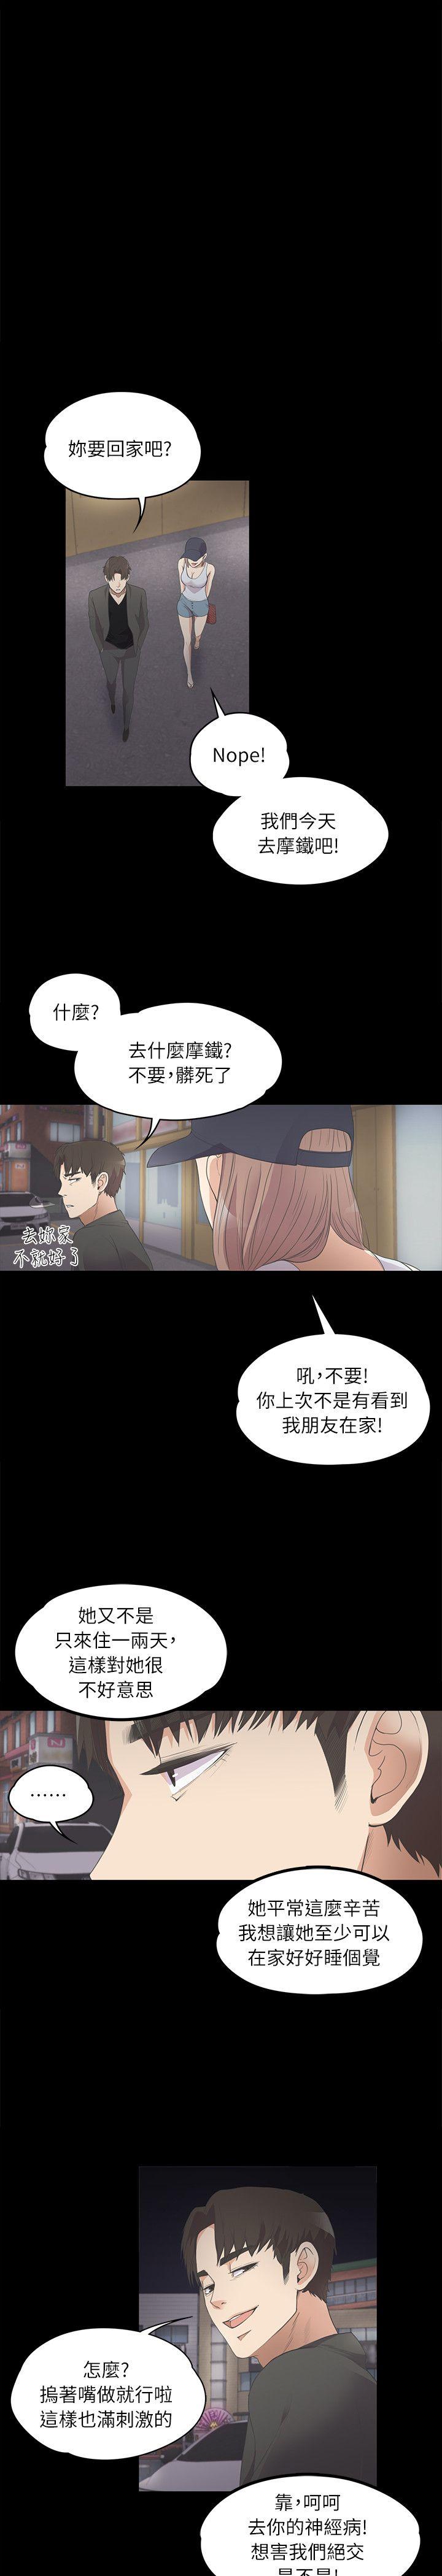 妳要回家吧?
Nope!
我們今天
去摩鐵吧!
什麼?
去什麼摩鐵?
不要,髒死了
去妳家
不就好了
吼,不要!
你上次不是有看到
我朋友在家!
她又不是
只來住一兩天,
這樣對她很
不好意思
......
她平常這麼辛苦
我想讓她至少可以
在家好好睡個覺
怎麼?
摀著嘴做就行啦
這樣也滿刺激的
靠,呵呵
去你的神經病!
想害我們絕交
是不是!